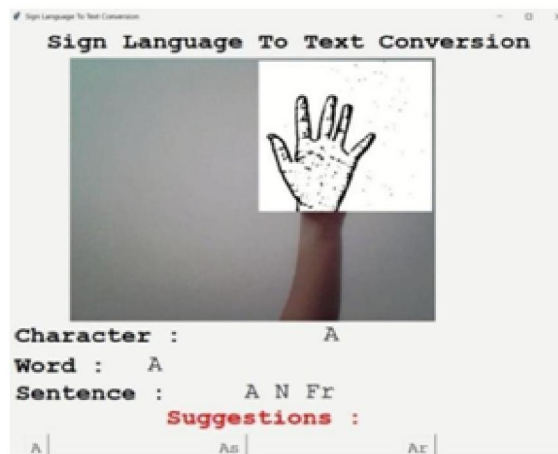 Sign Language To Text Conversion
Sign Language To Text Conversion
Character : A
Word : A
Sentence : A N Fr
Suggestions :
A As Ar